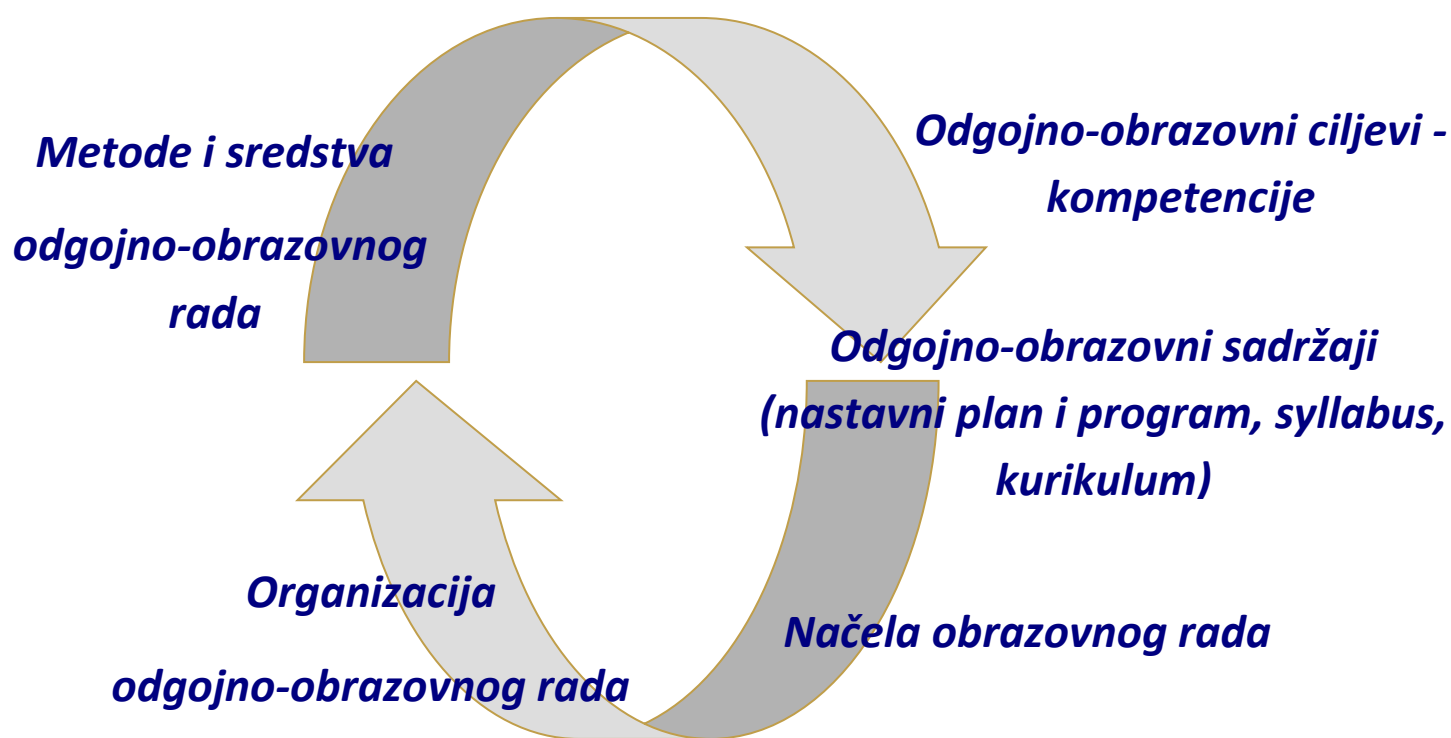 Metode i sredstva
odgojno-obrazovnog
rada
Odgojno-obrazovni ciljevi -
kompetencije
Odgojno-obrazovni sadržaji
(nastavni plan i program, syllabus,
kurikulum)
Organizacija
odgojno-obrazovnog rada
Načela obrazovnog rada